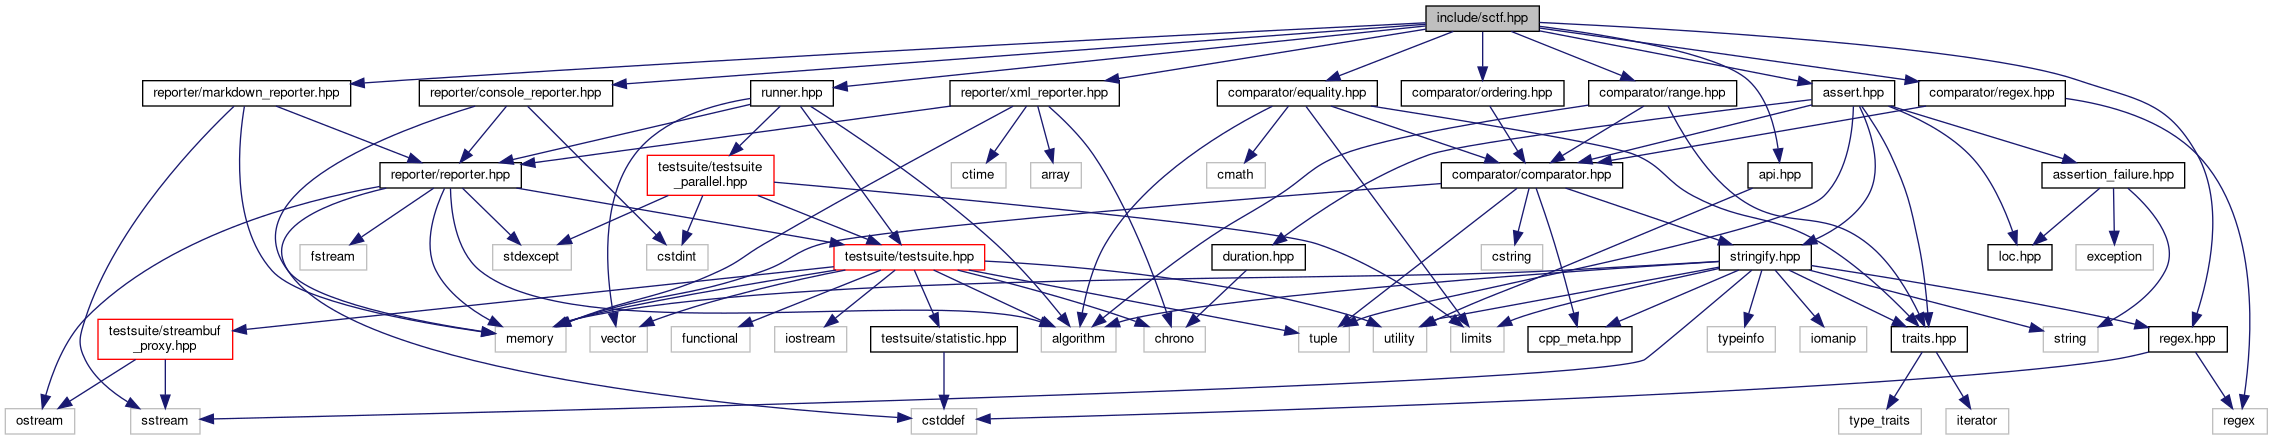 include/sctf.hpp
reporter/markdown_reporter.hpp
reporter/console_reporter.hpp
runner.hpp
reporter/xml_reporter.hpp
comparator/equality.hpp
comparator/ordering.hpp
comparator/range.hpp
assert.hpp
comparator/regex.hpp
reporter/reporter.hpp
testsuite/testsuite
_parallel.hpp
ctime
array
cmath
comparator/comparator.hpp
api.hpp
assertion_failure.hpp
fstream
stdexcept
cstdint
testsuite/testsuite.hpp
duration.hpp
cstring
stringify.hpp
loc.hpp
exception
testsuite/streambuf
_proxy.hpp
memory
vector
functional
iostream
testsuite/statistic.hpp
algorithm
chrono
tuple
utility
limits
cpp_meta.hpp
typeinfo
iomanip
traits.hpp
string
regex.hpp
ostream
sstream
cstddef
type_traits
iterator
regex